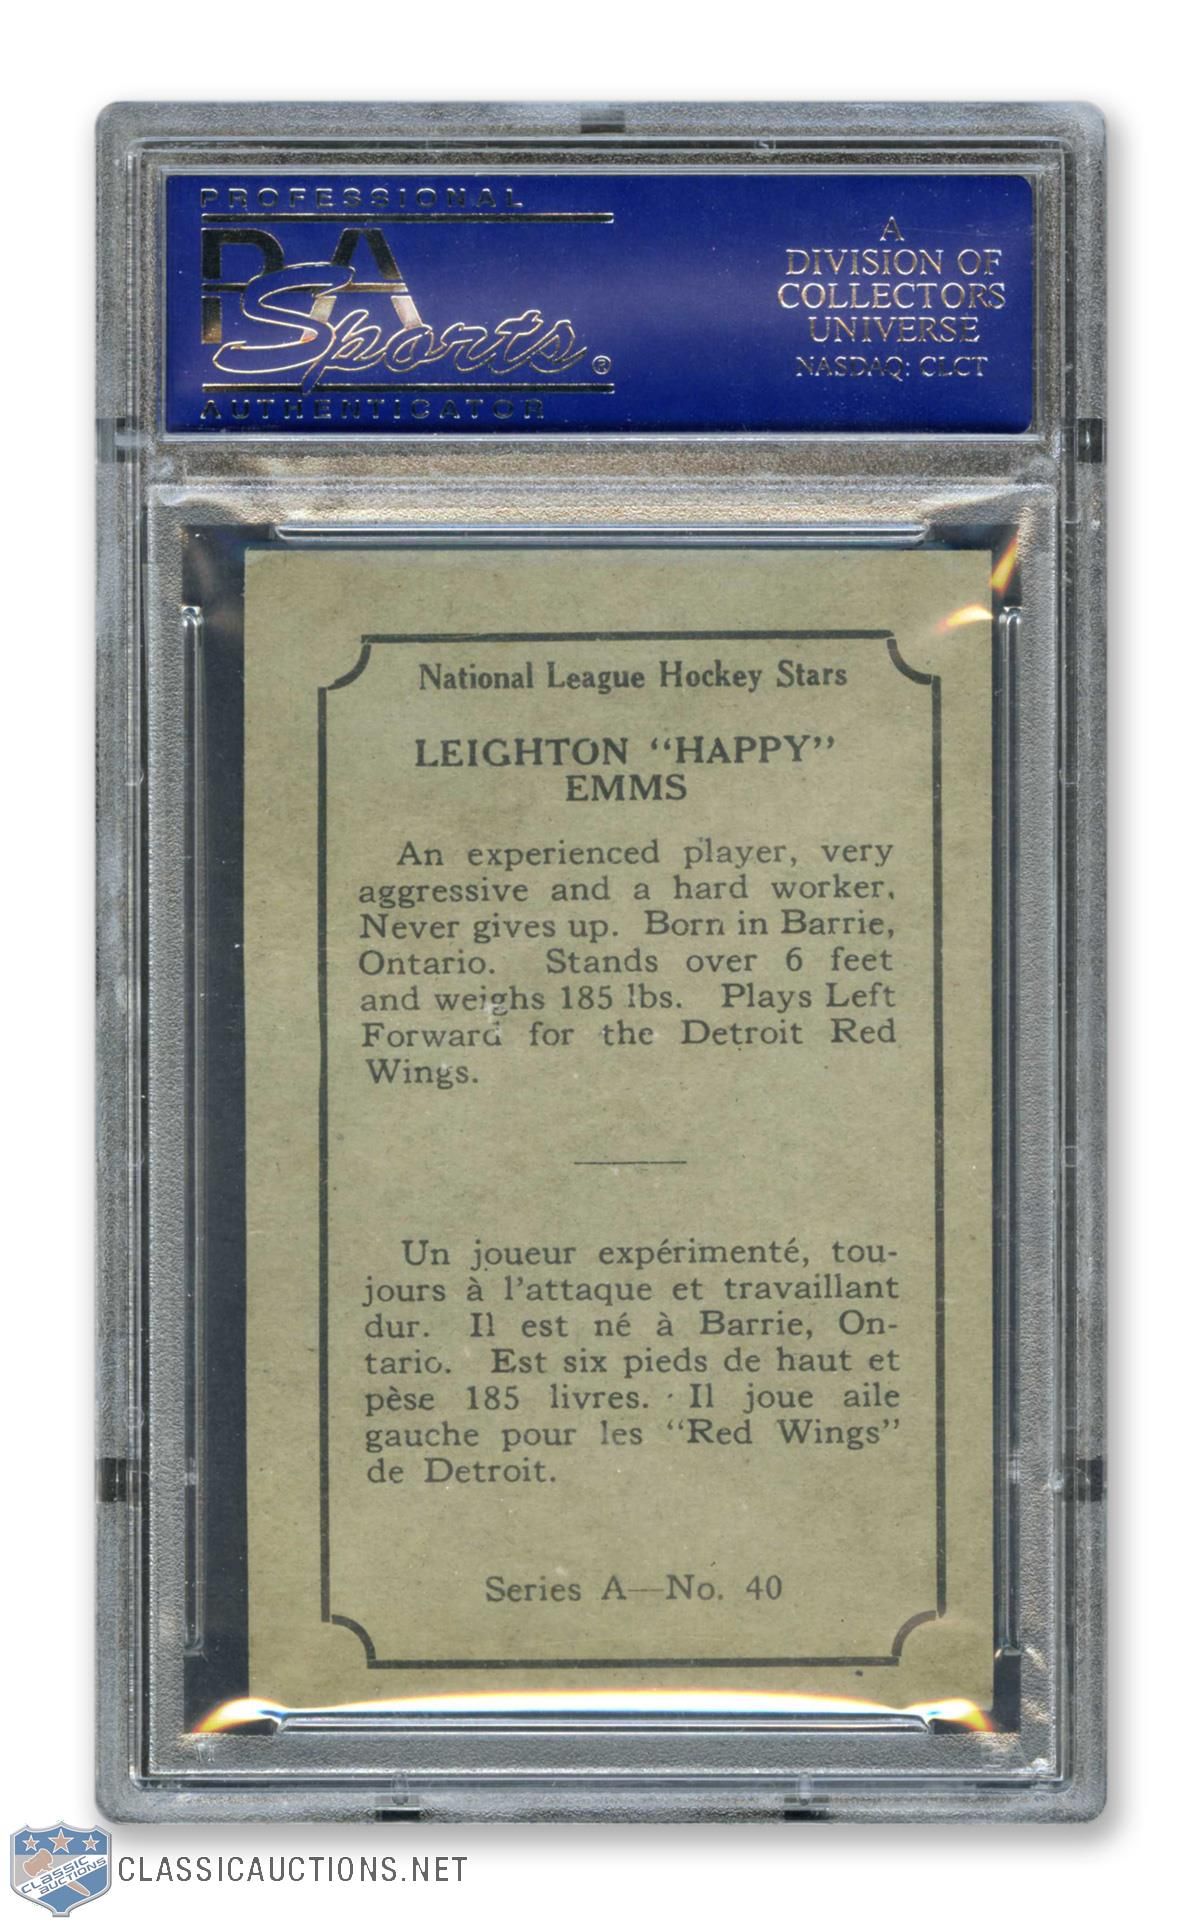 PROFESSIONAL
PSA
Sports®
AUTHENTICATOR
A
DIVISION OF
COLLECTORS
UNIVERSE
NASDAQ: CLCT
National League Hockey Stars
LEIGHTON "HAPPY"
EMMS
An experienced player, very
aggressive and a hard worker.
Never gives up. Born in Barrie,
Ontario. Stands over 6 feet
and weighs 185 lbs. Plays Left
Forward for the Detroit Red
Wings.
Un joueur expérimenté, tou-
jours à l'attaque et travaillant
dur. Il est né à Barrie, On-
tario. Est six pieds de haut et
pèse 185 livres. Il joue aile
gauche pour les "Red Wings"
de Detroit.
Series A—No. 40
CLASSIC
AUCTIONS
CLASSICAUCTIONS.NET